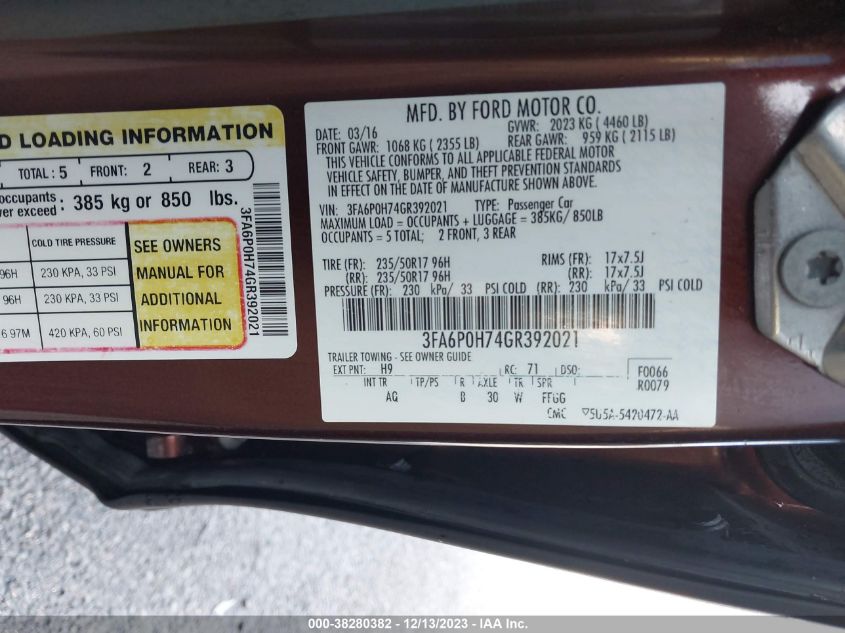 D LOADING INFORMATION
TOTAL: 5 FRONT: 2 REAR: 3
occupants
ver exceed: 385 kg or 850 lbs.
COLD TIRE PRESSURE
96H 230 KPA, 33 PSI
96H 230 KPA, 33 PSI
6 97M 420 KPA, 60 PSI
SEE OWNERS
MANUAL FOR
ADDITIONAL
INFORMATION
3FA6P0H74GR392021
MFD. BY FORD MOTOR CO.
DATE: 03/16 GVWR: 2023 KG ( 4460 LB)
FRONT GAWR: 1068 KG ( 2355 LB) REAR GAWR: 959 KG ( 2115 LB)
THIS VEHICLE CONFORMS TO ALL APPLICABLE FEDERAL MOTOR
VEHICLE SAFETY, BUMPER, AND THEFT PREVENTION STANDARDS
IN EFFECT ON THE DATE OF MANUFACTURE SHOWN ABOVE.
VIN: 3FA6P0H74GR392021 TYPE: Passenger Car
MAXIMUM LOAD = OCCUPANTS + LUGGAGE = 385KG/ 850LB
OCCUPANTS = 5 TOTAL; 2 FRONT, 3 REAR
TIRE (FR): 235/50R17 96H RIMS (FR): 17x7.5J
(RR): 235/50R17 96H (RR): 17x7.5J
PRESSURE (FR): 230 kPa/ 33 PSI COLD (RR): 230 kPa/ 33 PSI COLD
3FA6P0H74GR392021
TRAILER TOWING - SEE OWNER GUIDE
EXT PNT: H9 RC: 71 DSO: F0066
R0079
INT TR TP/PS R AXLE TR SPR
AQ B 30 W FFGG
5U5A-5420472-AA
000-38280382 - 12/13/2023 - IAA Inc.